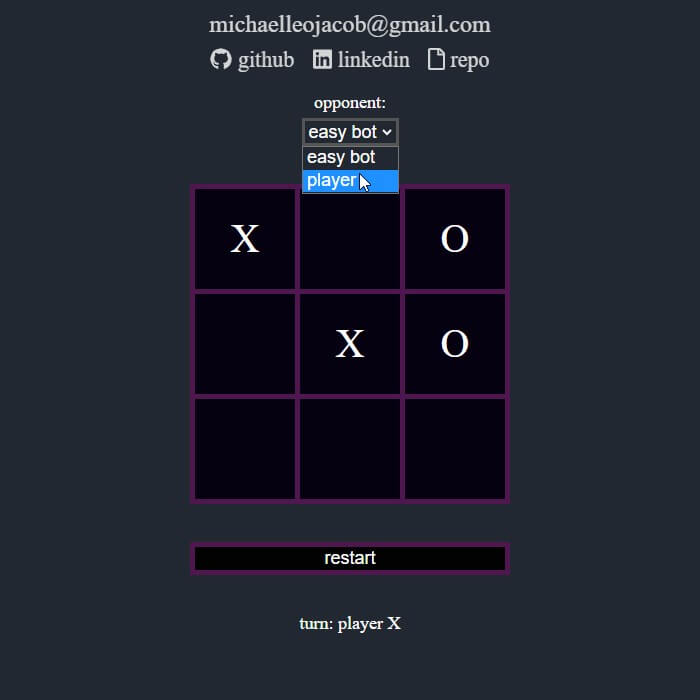 michaelleojacob@gmail.com
github linkedin repo
opponent:
easy bot
easy bot
player
X O
X O
restart
turn: player X